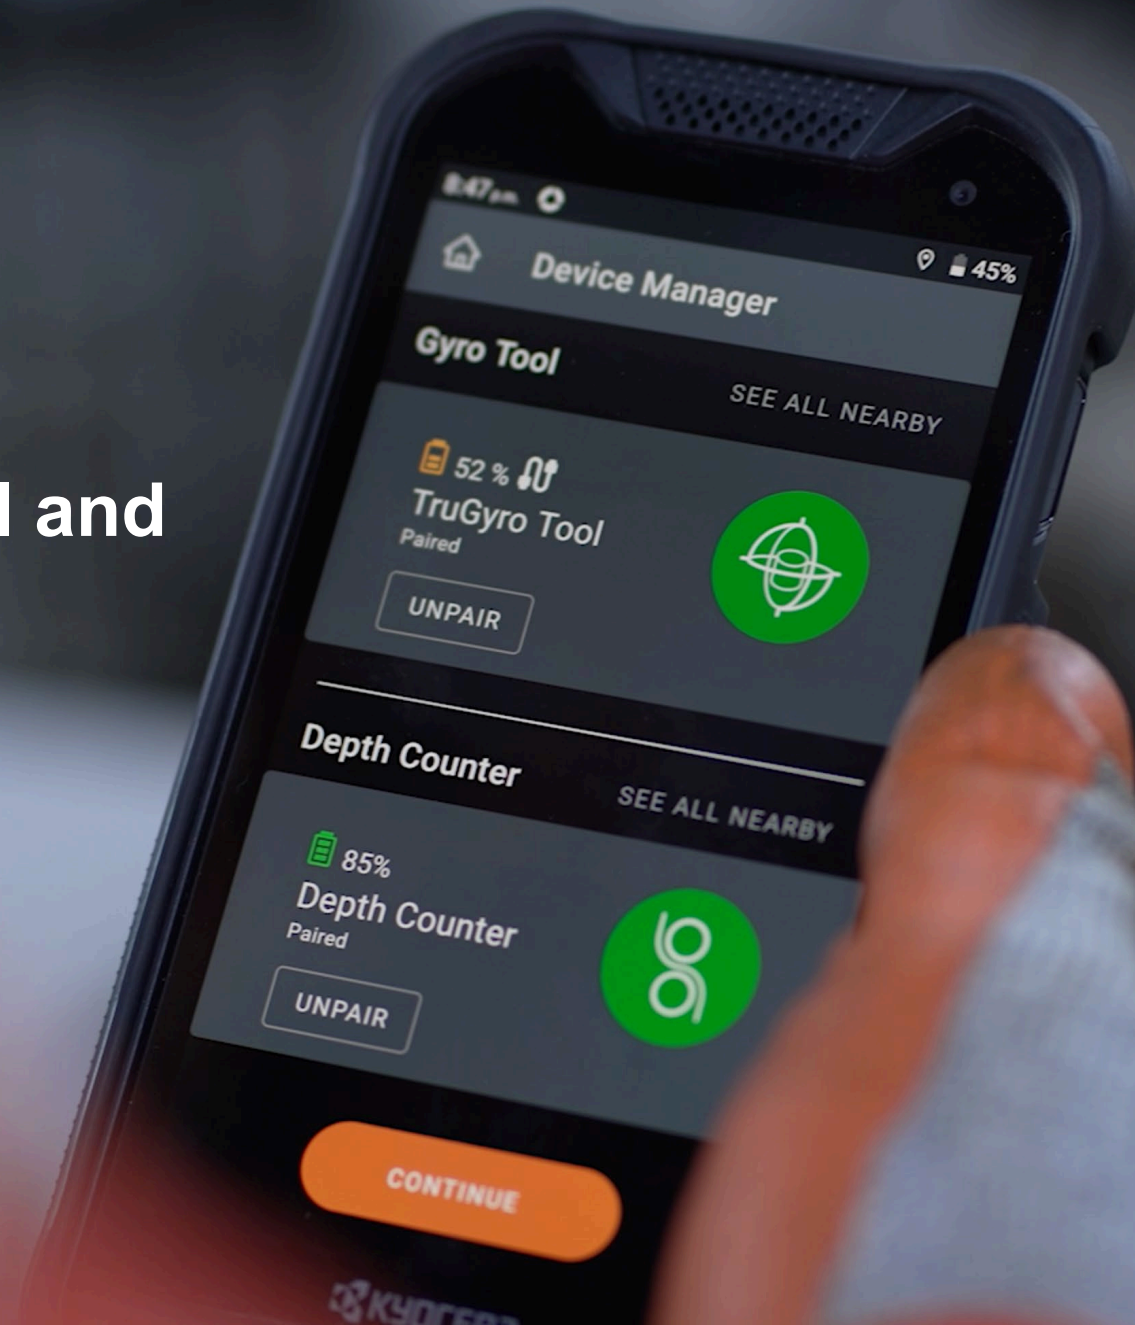 8:47 p.m.
45%
Device Manager
Gyro Tool
SEE ALL NEARBY
52 %
TruGyro Tool
Paired
UNPAIR
and
Depth Counter
SEE ALL NEARBY
85%
Depth Counter
Paired
UNPAIR
CONTINUE
KYOCERA